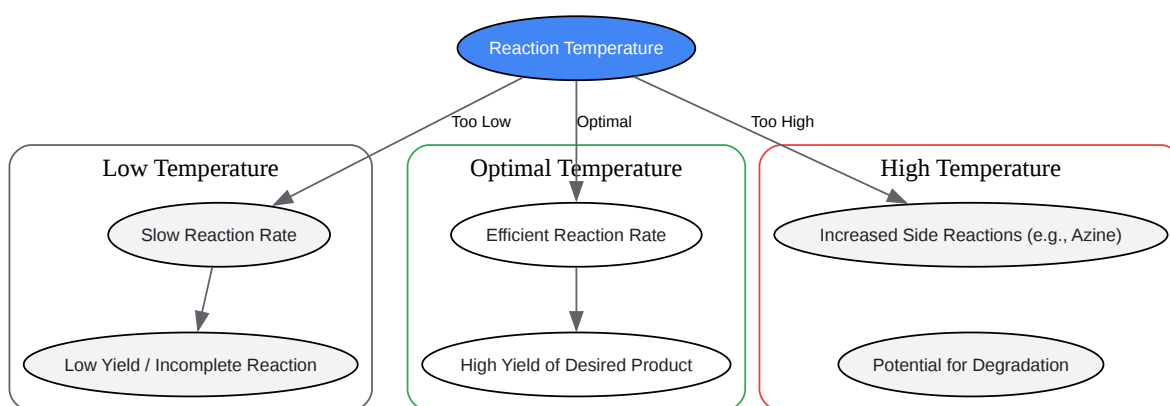 Reaction Temperature
Too Low
Optimal
Too High
Low Temperature
Optimal Temperature
High Temperature
Slow Reaction Rate
Efficient Reaction Rate
Increased Side Reactions (e.g., Azine)
Low Yield / Incomplete Reaction
High Yield of Desired Product
Potential for Degradation